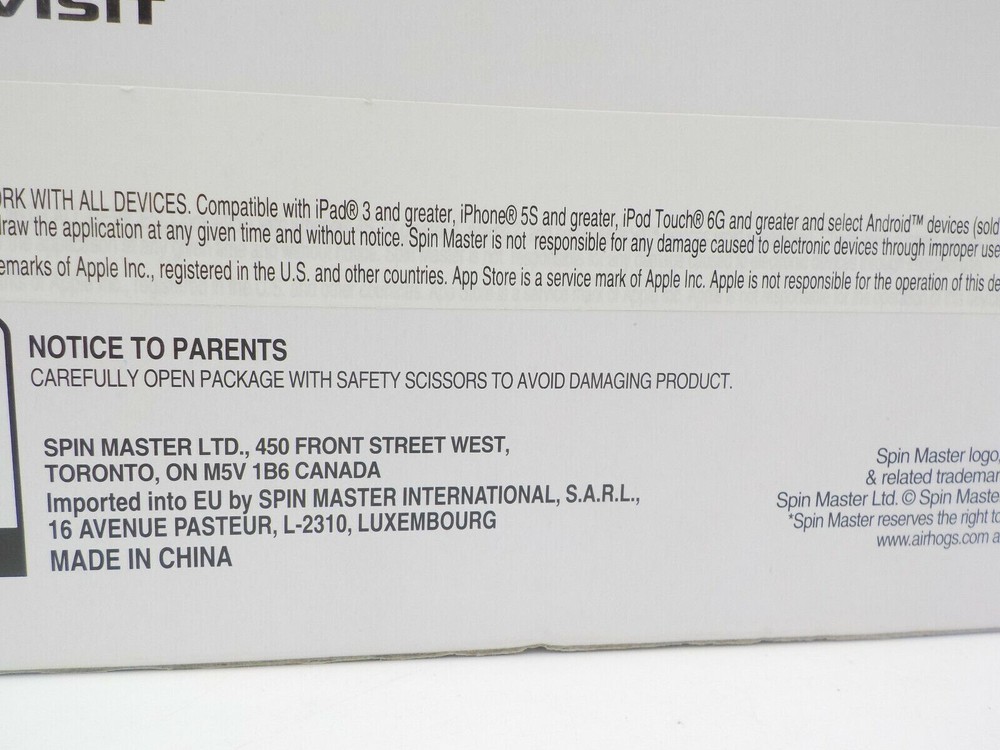 VISIT
WITH ALL DEVICES. Compatible with iPad® 3 and greater, iPhone® 5S and greater, iPod Touch® 6G and greater and select Android™ devices (sold
the application at any given time and without notice. Spin Master is not responsible for any damage caused to electronic devices through improper use
of Apple Inc., registered in the U.S. and other countries. App Store is a service mark of Apple Inc. Apple is not responsible for the operation of this
NOTICE TO PARENTS
CAREFULLY OPEN PACKAGE WITH SAFETY SCISSORS TO AVOID DAMAGING PRODUCT.
SPIN MASTER LTD., 450 FRONT STREET WEST,
TORONTO, ON M5V 1B6 CANADA
Imported into EU by SPIN MASTER INTERNATIONAL, S.A.R.L.,
16 AVENUE PASTEUR, L-2310, LUXEMBOURG
MADE IN CHINA
Spin Master logo,
& related
Spin Master Ltd. © Spin
*Spin Master reserves the right to
www.airhogs.com